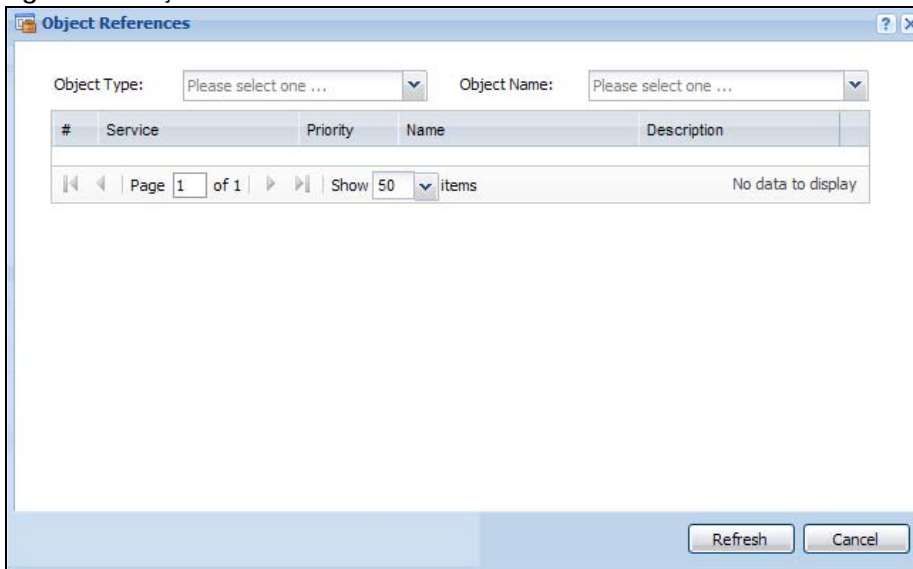 Object References
Object Type: Please select one ... Object Name: Please select one ...
# Service Priority Name Description
Page 1 of 1 Show 50 items No data to display
Refresh Cancel